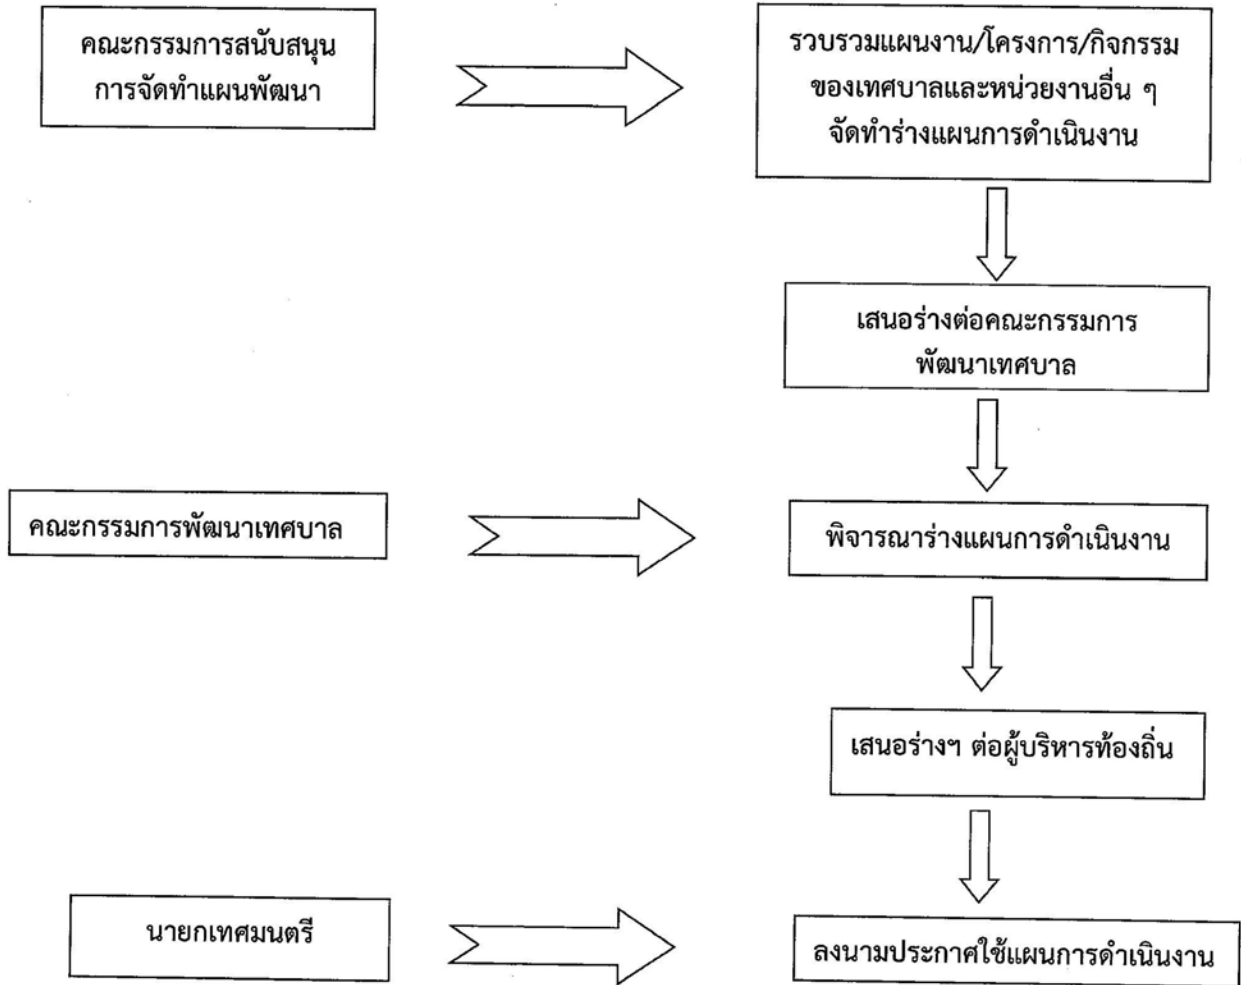 คณะกรรมการสนับสนุน
การจัดทำแผนพัฒนา
รวบรวมแผนงาน/โครงการ/กิจกรรม
ของเทศบาลและหน่วยงานอื่น ๆ
จัดทำร่างแผนการดำเนินงาน
เสนอร่างต่อคณะกรรมการ
พัฒนาเทศบาล
คณะกรรมการพัฒนาเทศบาล
พิจารณาร่างแผนการดำเนินงาน
เสนอร่างฯ ต่อผู้บริหารท้องถิ่น
นายกเทศมนตรี
ลงนามประกาศใช้แผนการดำเนินงาน